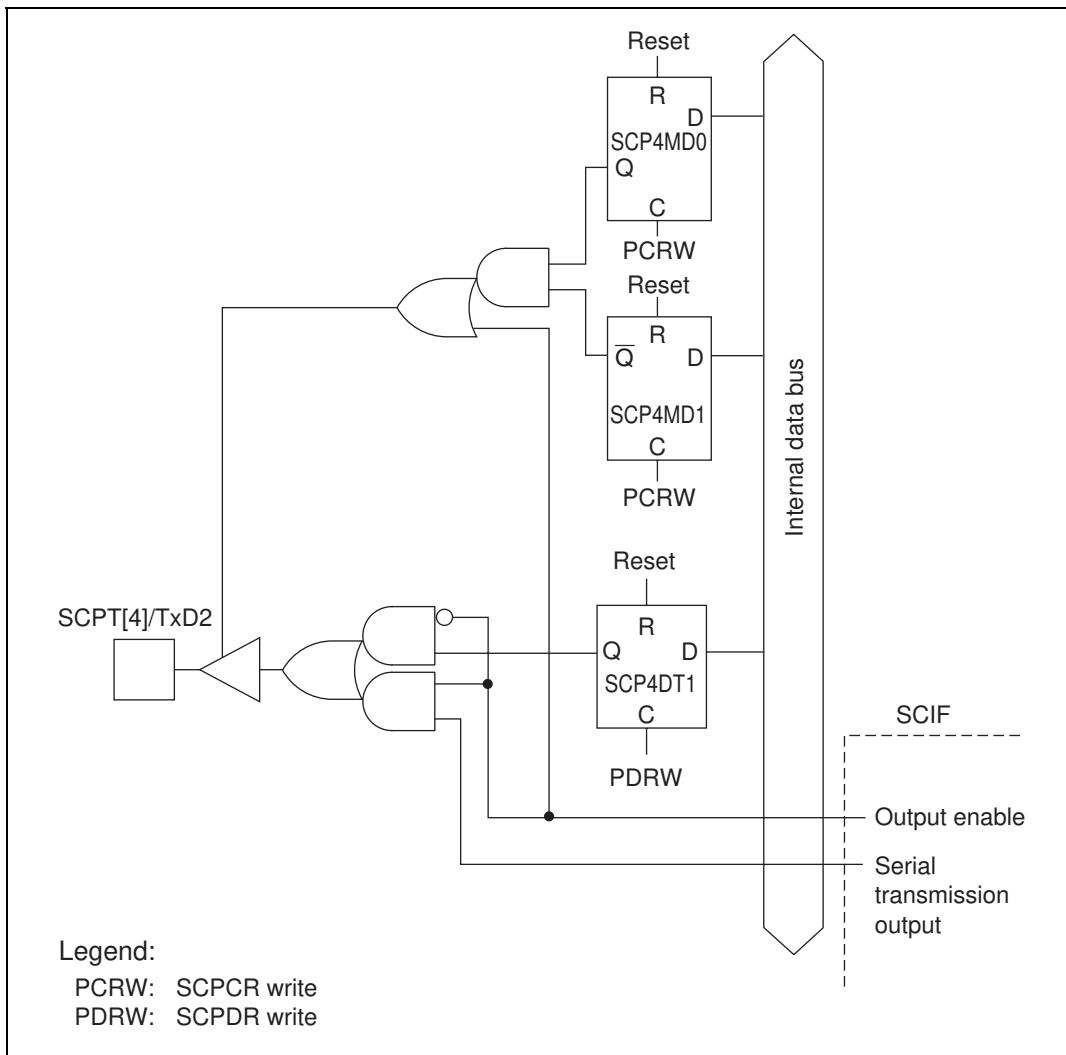 Reset
R
D
SCP4MD0
Q
C
PCRW
Reset
R
Q
D
SCP4MD1
C
PCRW
Internal data bus
Reset
SCPT[4]/TxD2
R
Q
D
SCP4DT1
C
SCIF
PDRW
Output enable
Serial
transmission
output
Legend:
PCRW: SCPCR write
PDRW: SCPDR write